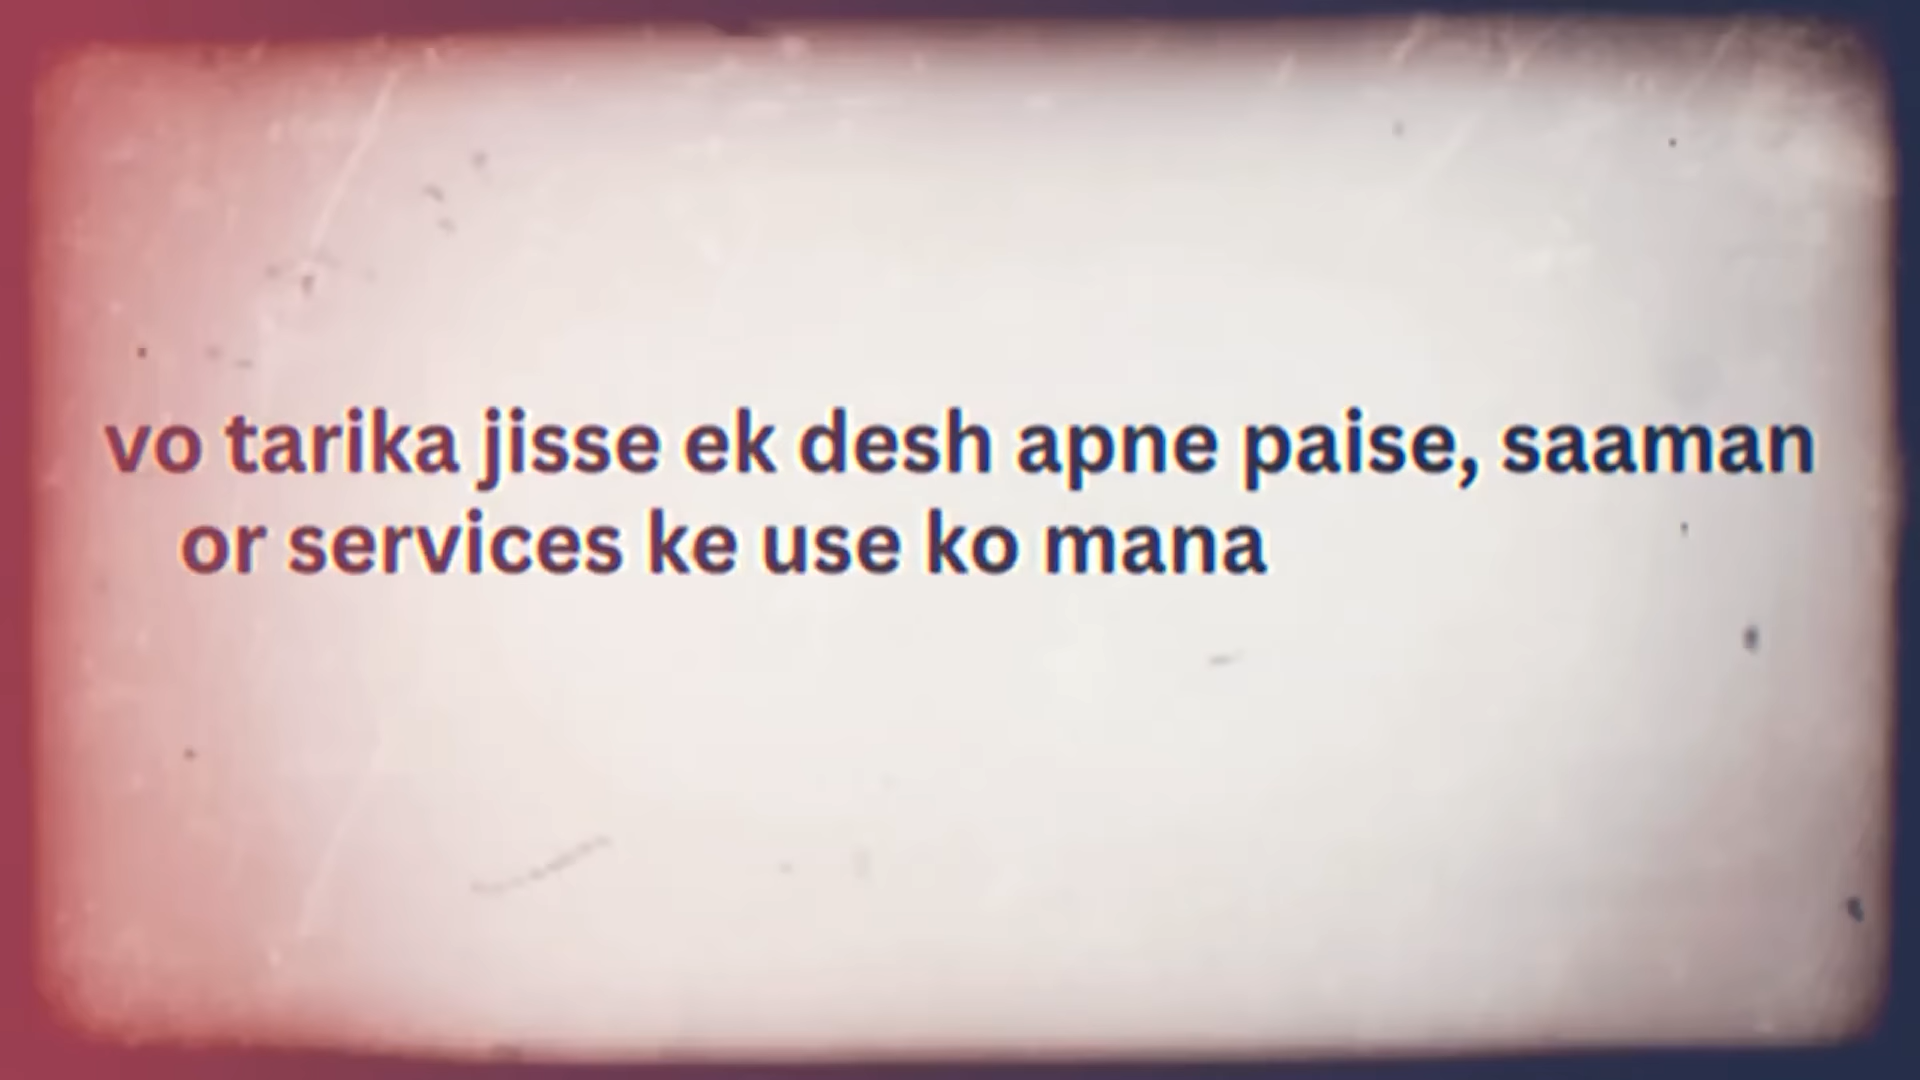 vo tarika jisse ek desh apne paise, saaman
or services ke use ko mana